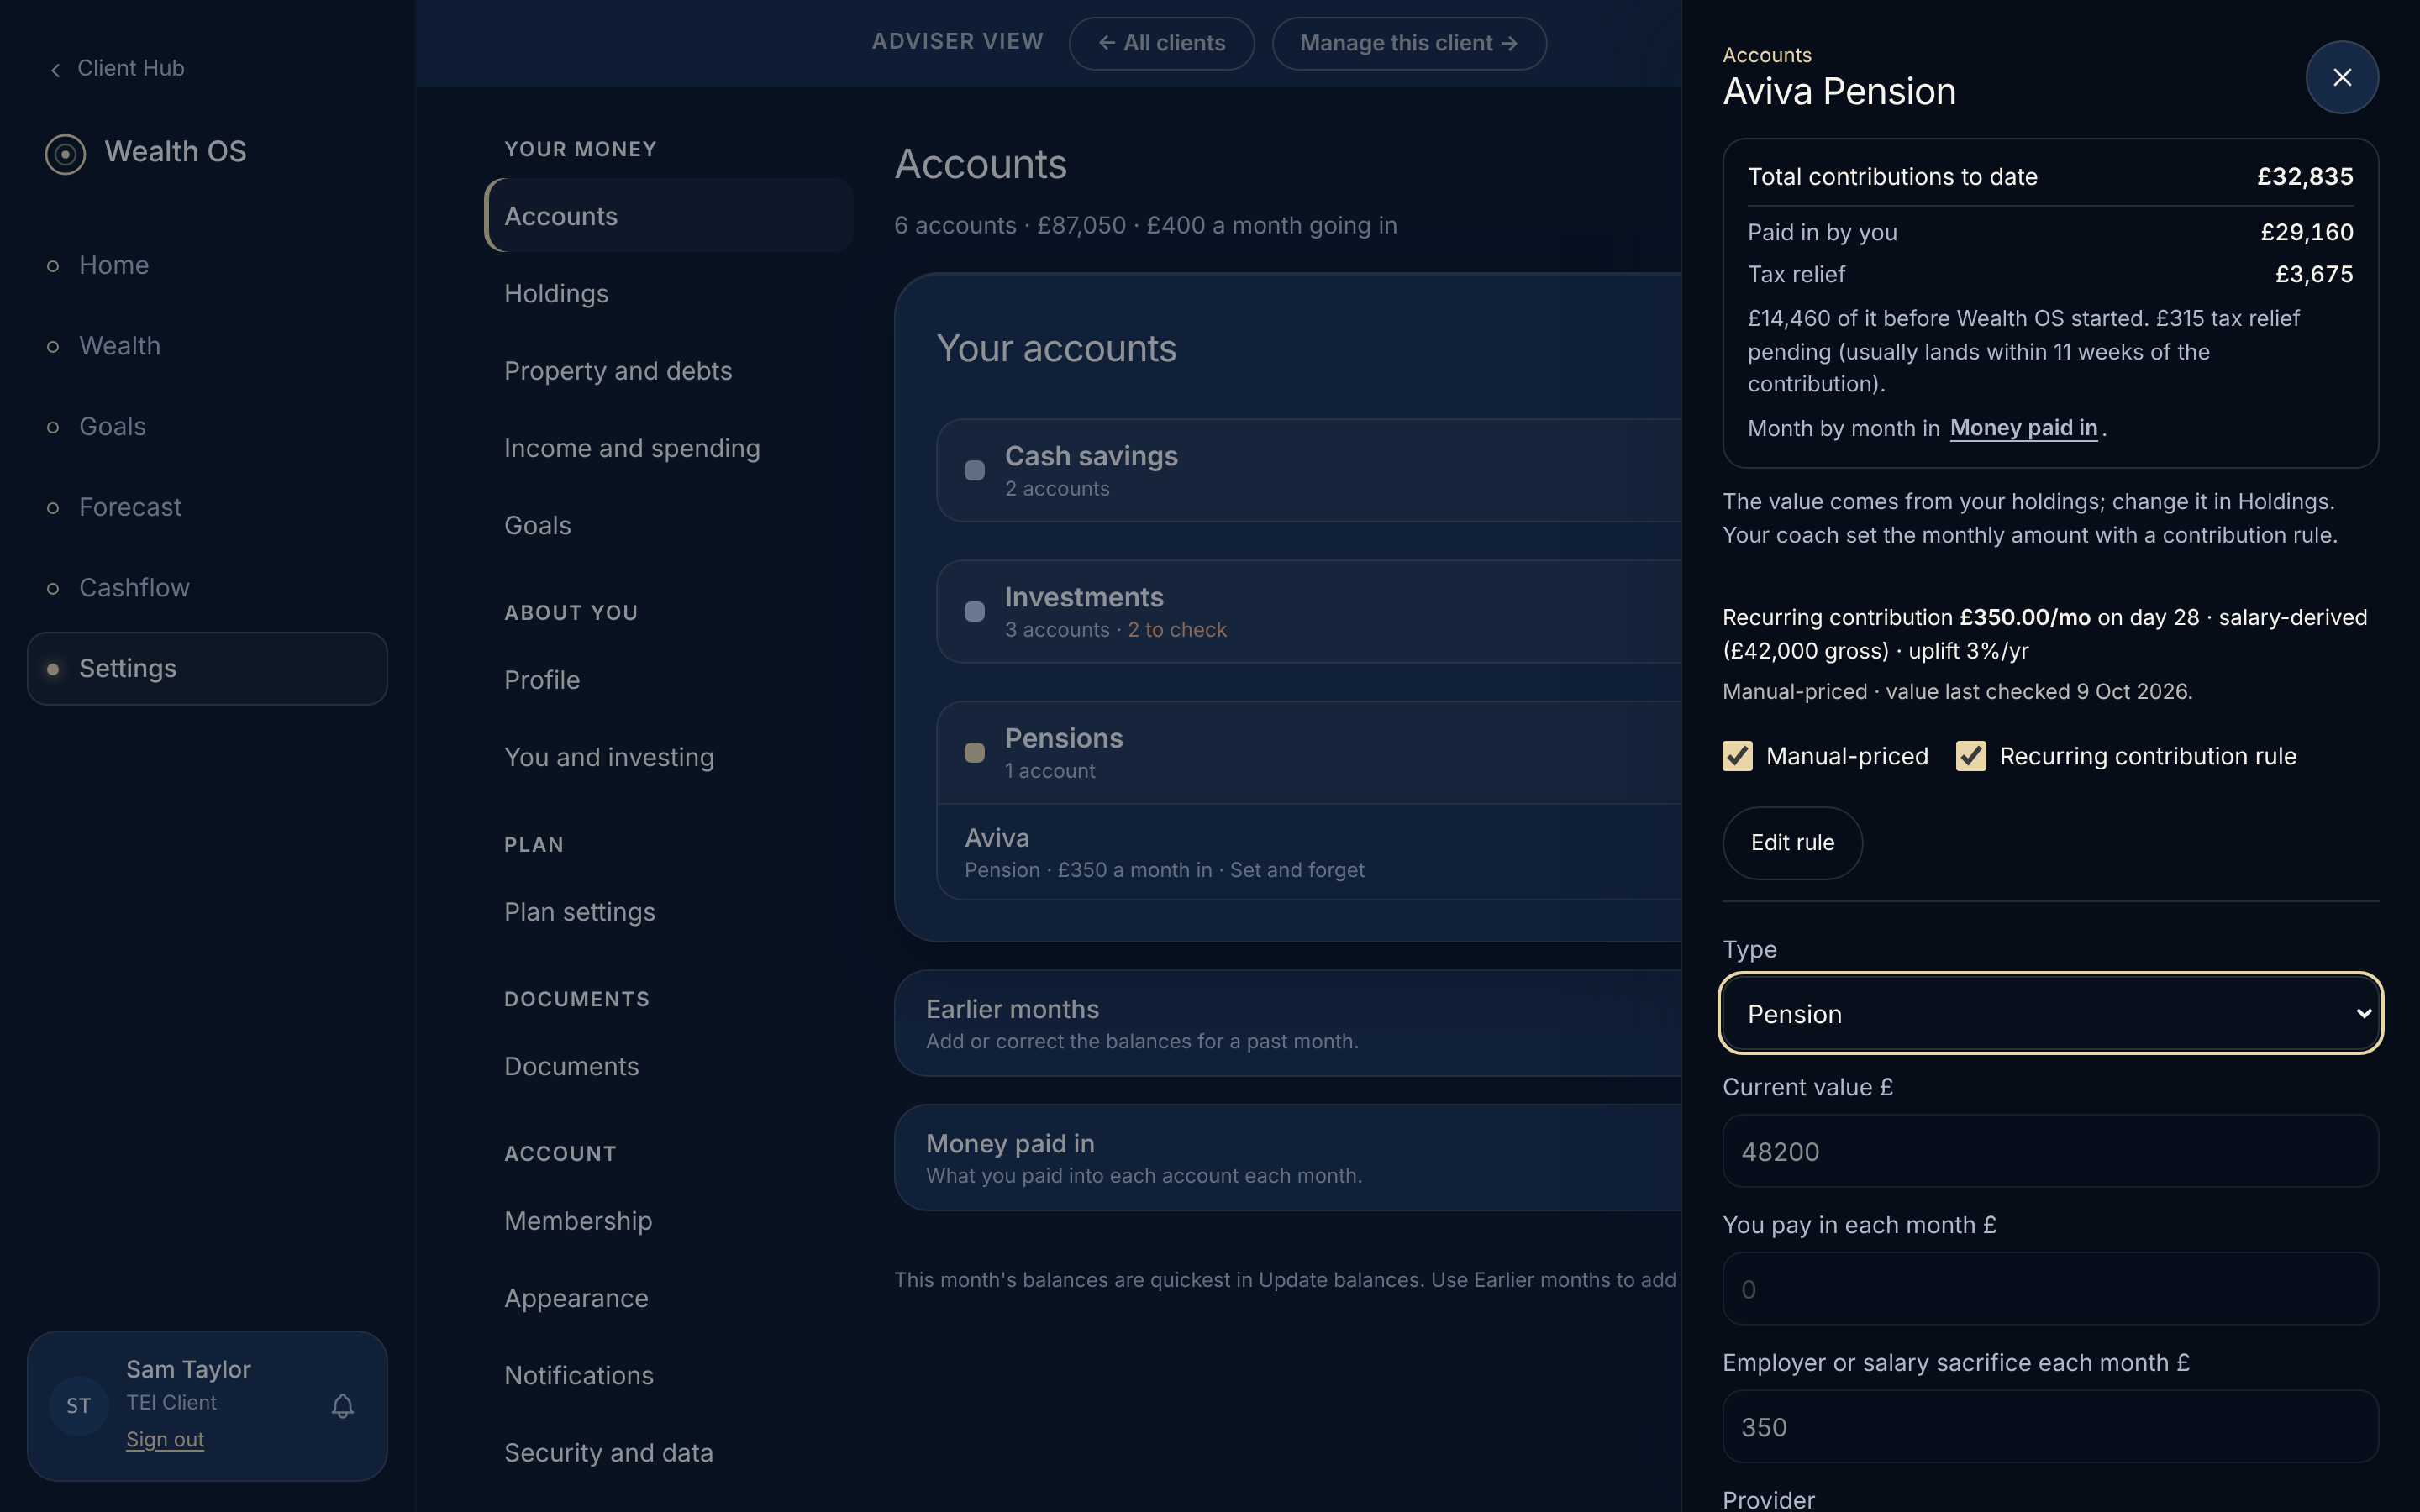 Client Hub
Wealth OS
Home
Wealth
Goals
Forecast
Cashflow
Settings
ST
Sam Taylor
TEI Client
Sign out
ADVISER VIEW
← All clients
Manage this client →
YOUR MONEY
Accounts
Holdings
Property and debts
Income and spending
Goals
ABOUT YOU
Profile
You and investing
PLAN
Plan settings
DOCUMENTS
Documents
ACCOUNT
Membership
Appearance
Notifications
Security and data
Accounts
6 accounts · £87,050 · £400 a month going in
Your accounts
Cash savings
2 accounts
Investments
3 accounts · 2 to check
Pensions
1 account
Aviva
Pension · £350 a month in · Set and forget
Earlier months
Add or correct the balances for a past month.
Money paid in
What you paid into each account each month.
This month's balances are quickest in Update balances. Use Earlier months to add
Accounts
Aviva Pension
Total contributions to date £32,835
Paid in by you £29,160
Tax relief £3,675
£14,460 of it before Wealth OS started. £315 tax relief
pending (usually lands within 11 weeks of the
contribution).
Month by month in Money paid in.
The value comes from your holdings; change it in Holdings.
Your coach set the monthly amount with a contribution rule.
Recurring contribution £350.00/mo on day 28 · salary-derived
(£42,000 gross) · uplift 3%/yr
Manual-priced · value last checked 9 Oct 2026.
Manual-priced
Recurring contribution rule
Edit rule
Type
Pension
Current value £
48200
You pay in each month £
0
Employer or salary sacrifice each month £
350
Provider